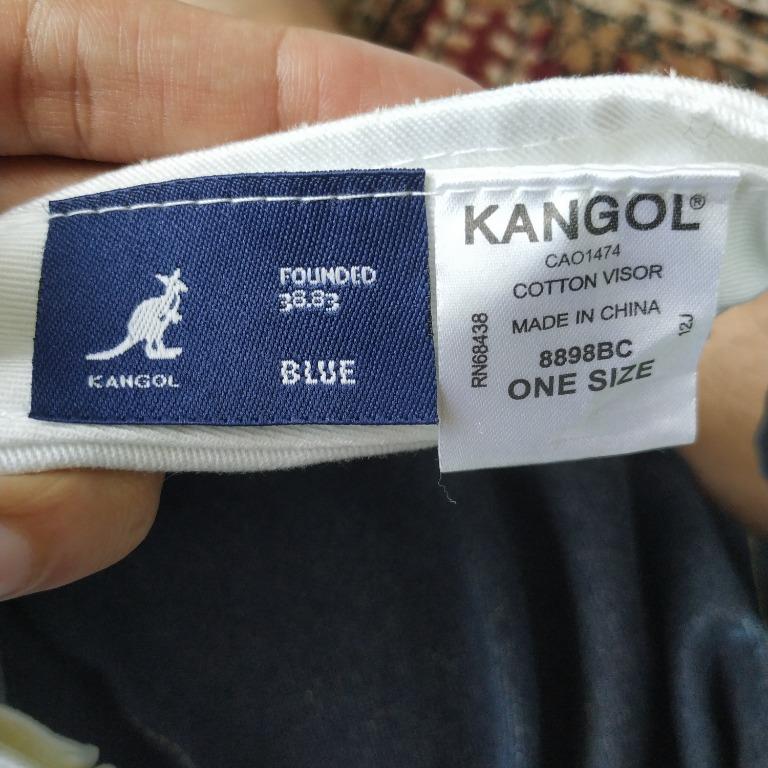 KANGOL
FOUNDED
38.83
BLUE
KANGOL®
CAO1474
COTTON VISOR
MADE IN CHINA
8898BC
ONE SIZE
RN68438
12J